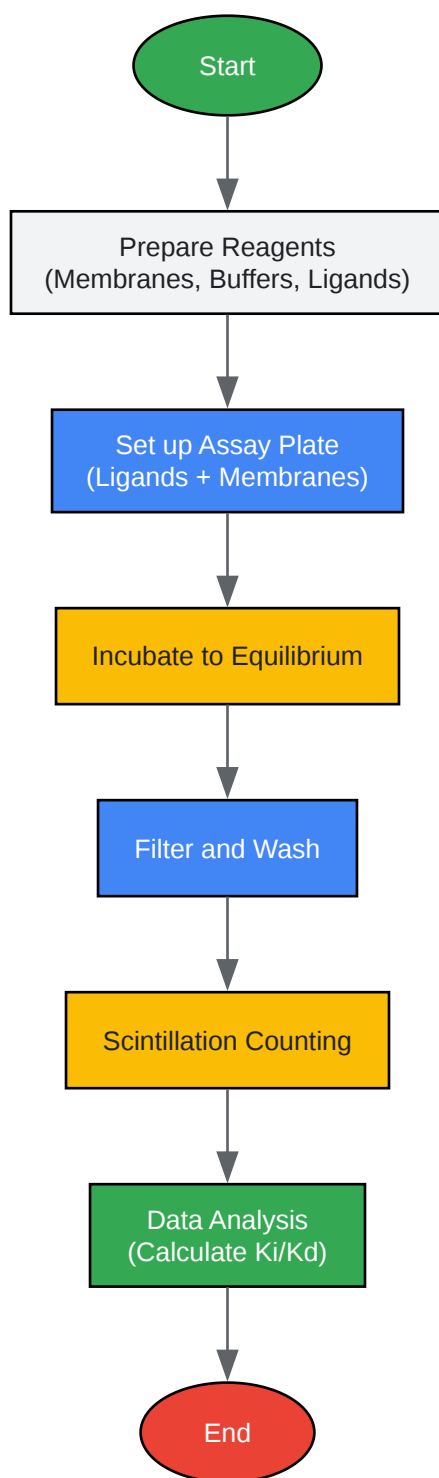 Start
Prepare Reagents
(Membranes, Buffers, Ligands)
Set up Assay Plate
(Ligands + Membranes)
Incubate to Equilibrium
Filter and Wash
Scintillation Counting
Data Analysis
(Calculate Ki/Kd)
End